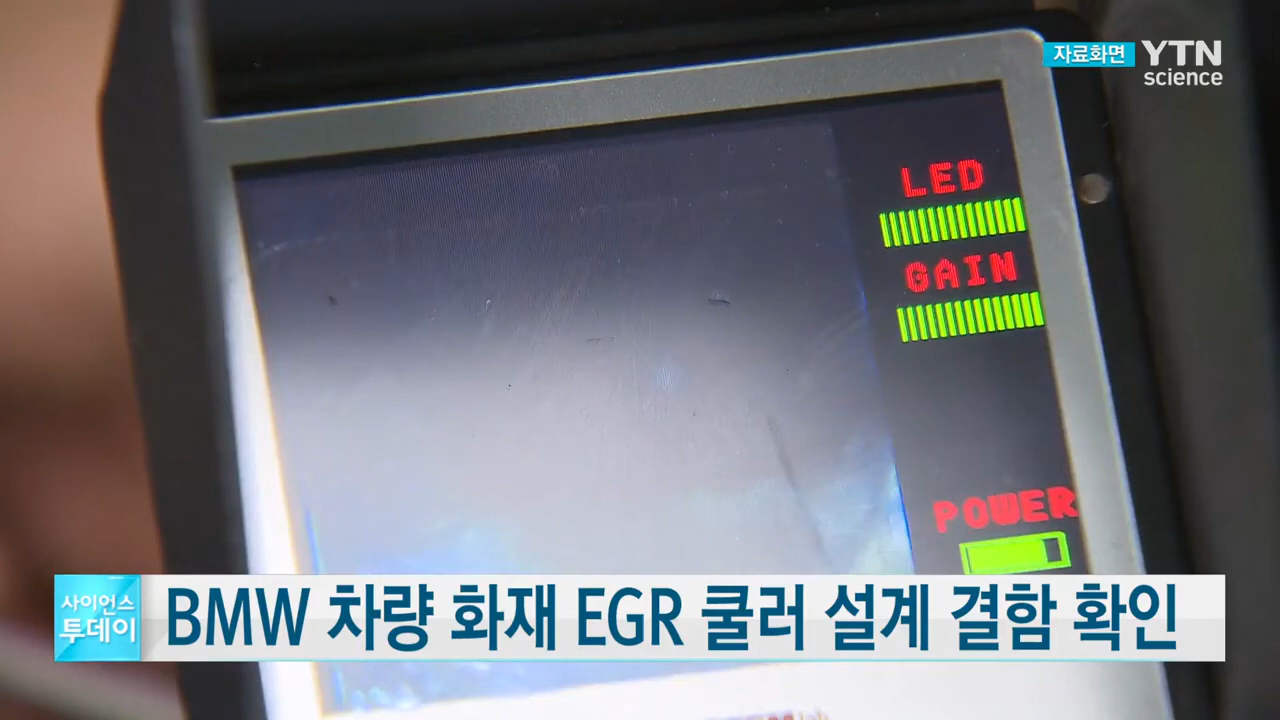 자료화면
YTN
science
LED
GAIN
POWER
사이언스
투데이
BMW 차량 화재 EGR 쿨러 설계 결함 확인